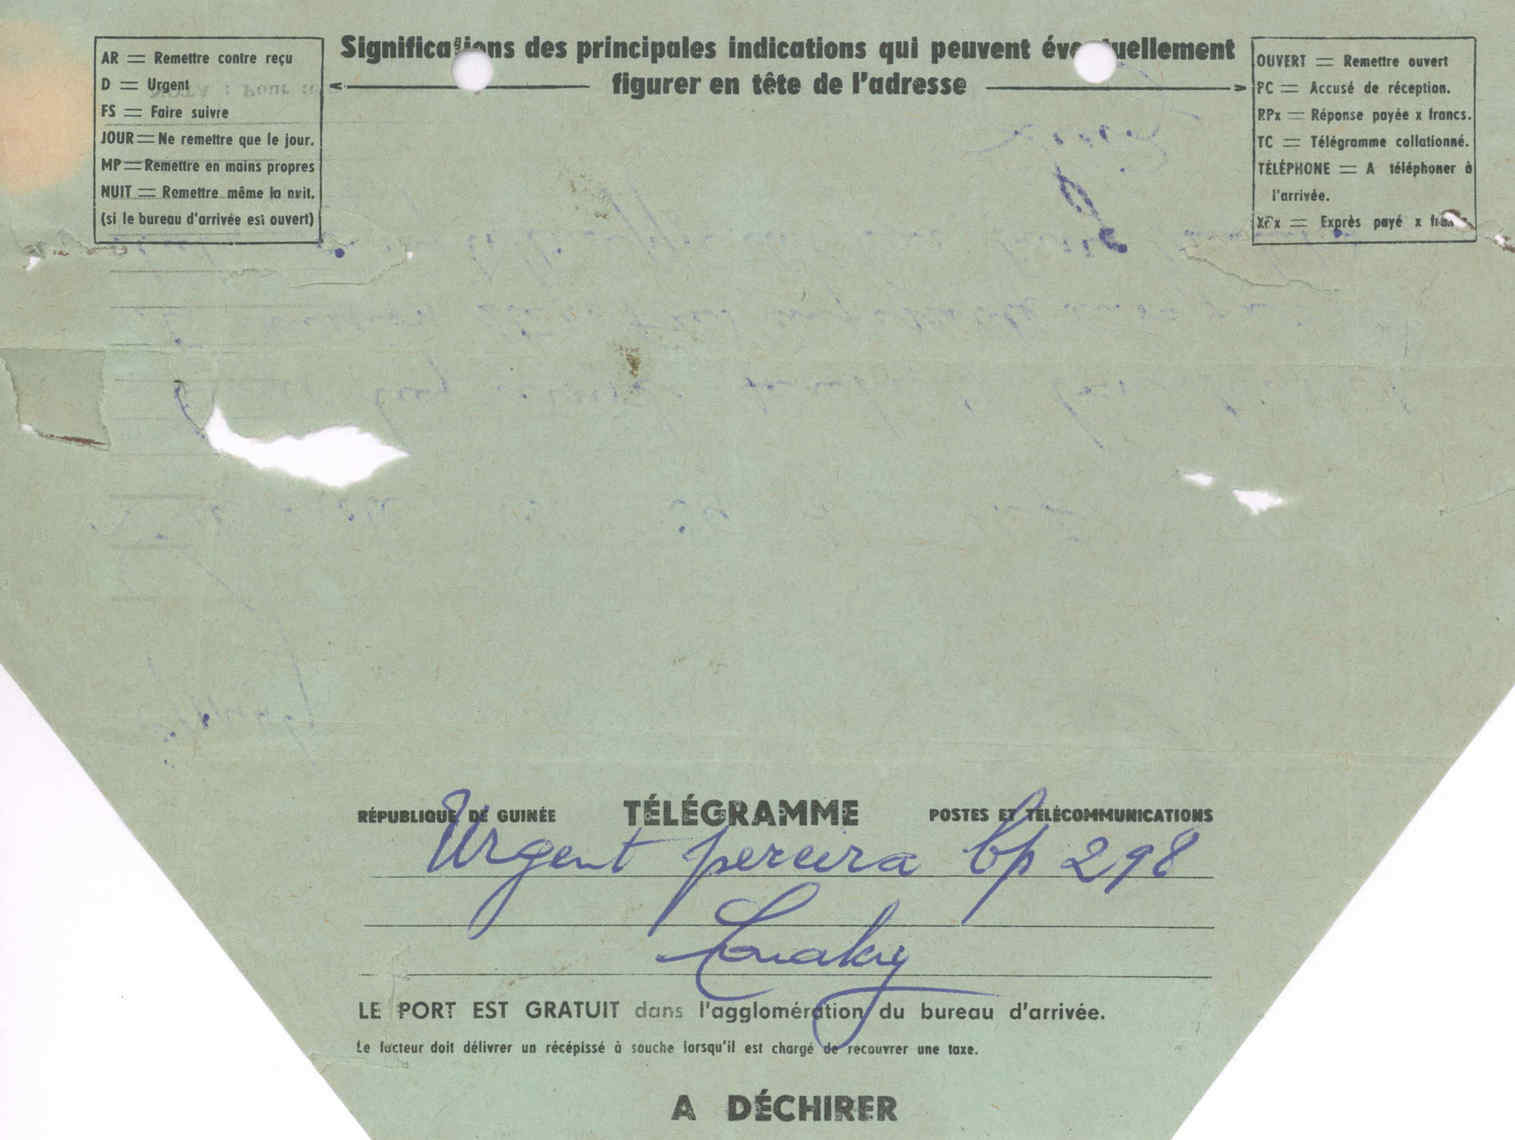 Significations des principales indications qui peuvent éventuellement
figurer en tête de l'adresse
AR = Remettre contre reçu
D = Urgent
FS = Faire suivre
JOUR = Ne remettre que le jour.
MP = Remettre en mains propres
NUIT = Remettre même la nuit.
(si le bureau d'arrivée est ouvert)
OUVERT = Remettre ouvert
PC = Accusé de réception.
RPx = Réponse payée x francs.
TC = Télégramme collationné.
TÉLÉPHONE = A téléphoner à
l'arrivée.
XPx = Exprès payé x francs
RÉPUBLIQUE DE GUINÉE TÉLÉGRAMME POSTES ET TÉLÉCOMMUNICATIONS
Urgent pereira bp 298
Conakry
LE PORT EST GRATUIT dans l'agglomération du bureau d'arrivée.
Le facteur doit délivrer un récépissé à souche lorsqu'il est chargé de recouvrer une taxe.
A DÉCHIRER